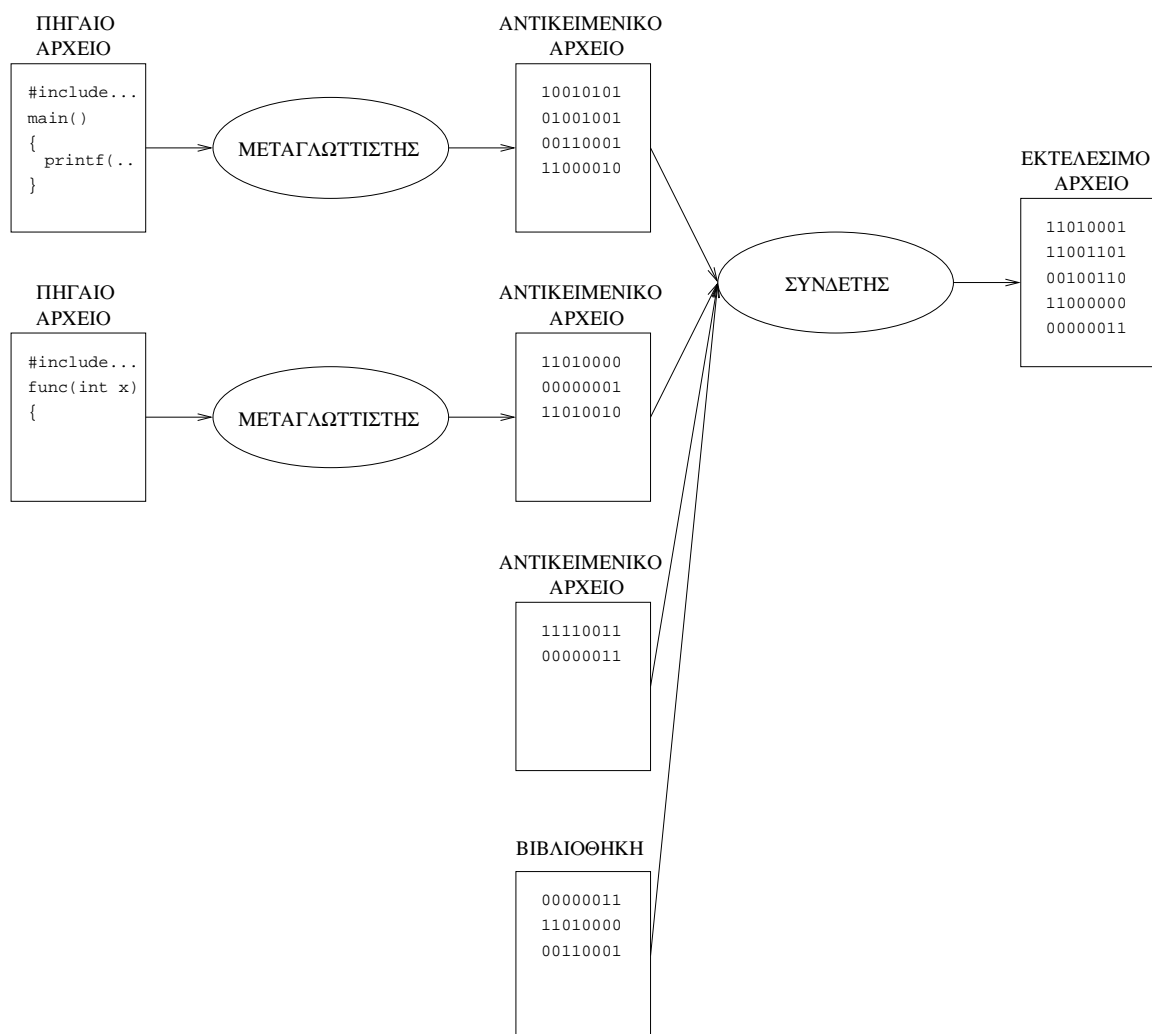 ΠΗΓΑΙΟ
ΑΡΧΕΙΟ
#include...
main()
{
printf(..
}
ΜΕΤΑΓΛΩΤΤΙΣΤΗΣ
ΑΝΤΙΚΕΙΜΕΝΙΚΟ
ΑΡΧΕΙΟ
10010101
01001001
00110001
11000010
ΠΗΓΑΙΟ
ΑΡΧΕΙΟ
#include...
func(int x)
{
ΜΕΤΑΓΛΩΤΤΙΣΤΗΣ
ΑΝΤΙΚΕΙΜΕΝΙΚΟ
ΑΡΧΕΙΟ
11010000
00000001
11010010
ΑΝΤΙΚΕΙΜΕΝΙΚΟ
ΑΡΧΕΙΟ
11110011
00000011
ΒΙΒΛΙΟΘΗΚΗ
00000011
11010000
00110001
ΣΥΝΔΕΤΗΣ
ΕΚΤΕΛΕΣΙΜΟ
ΑΡΧΕΙΟ
11010001
11001101
00100110
11000000
00000011